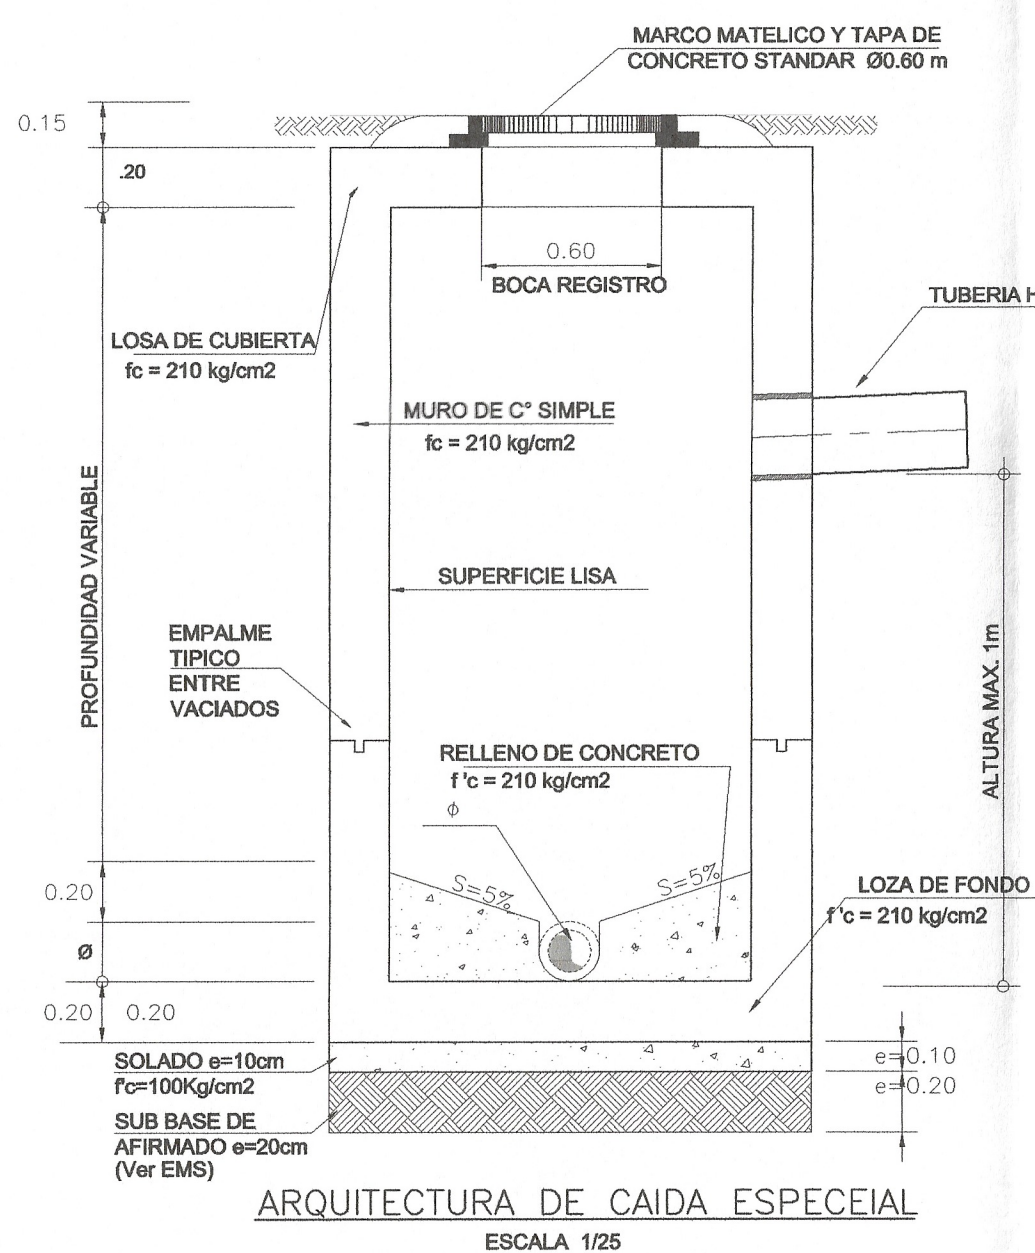 MARCO MATELICO Y TAPA DE
CONCRETO STANDAR Ø0.60 m
0.15
.20
0.60
BOCA REGISTRO
TUBERIA H
LOSA DE CUBIERTA
fc = 210 kg/cm2
MURO DE C° SIMPLE
fc = 210 kg/cm2
PROFUNDIDAD VARIABLE
SUPERFICIE LISA
EMPALME
TIPICO
ENTRE
VACIADOS
ALTURA MAX. 1m
RELLENO DE CONCRETO
f 'c = 210 kg/cm2
ϕ
S=5%
S=5%
0.20
LOZA DE FONDO
f 'c = 210 kg/cm2
Ø
0.20 0.20
SOLADO e=10cm
f'c=100Kg/cm2
e=0.10
e=0.20
SUB BASE DE
AFIRMADO e=20cm
(Ver EMS)
ARQUITECTURA DE CAIDA ESPECEIAL
ESCALA 1/25